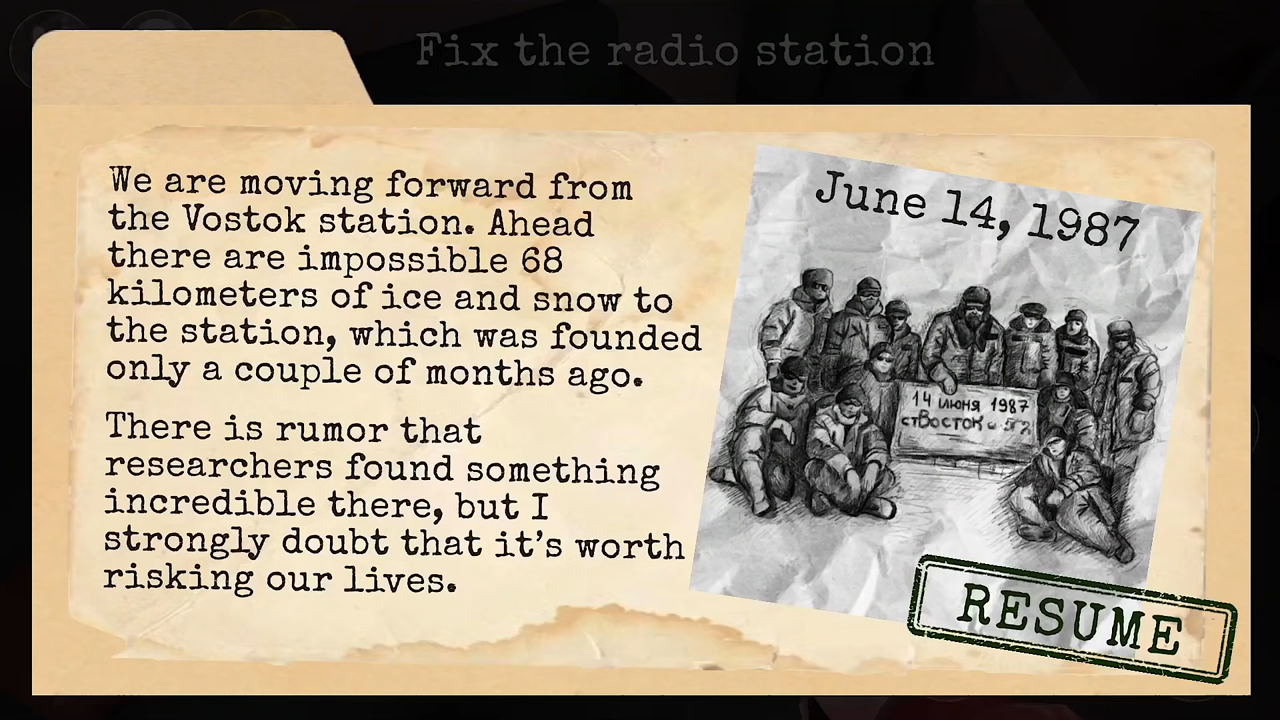 Fix the radio station
We are moving forward from
the Vostok station. Ahead
there are impossible 68
kilometers of ice and snow to
the station, which was founded
only a couple of months ago.
There is rumor that
researchers found something
incredible there, but I
strongly doubt that it's worth
risking our lives.
June 14, 1987
14 июня 1987
стВосток
RESUME